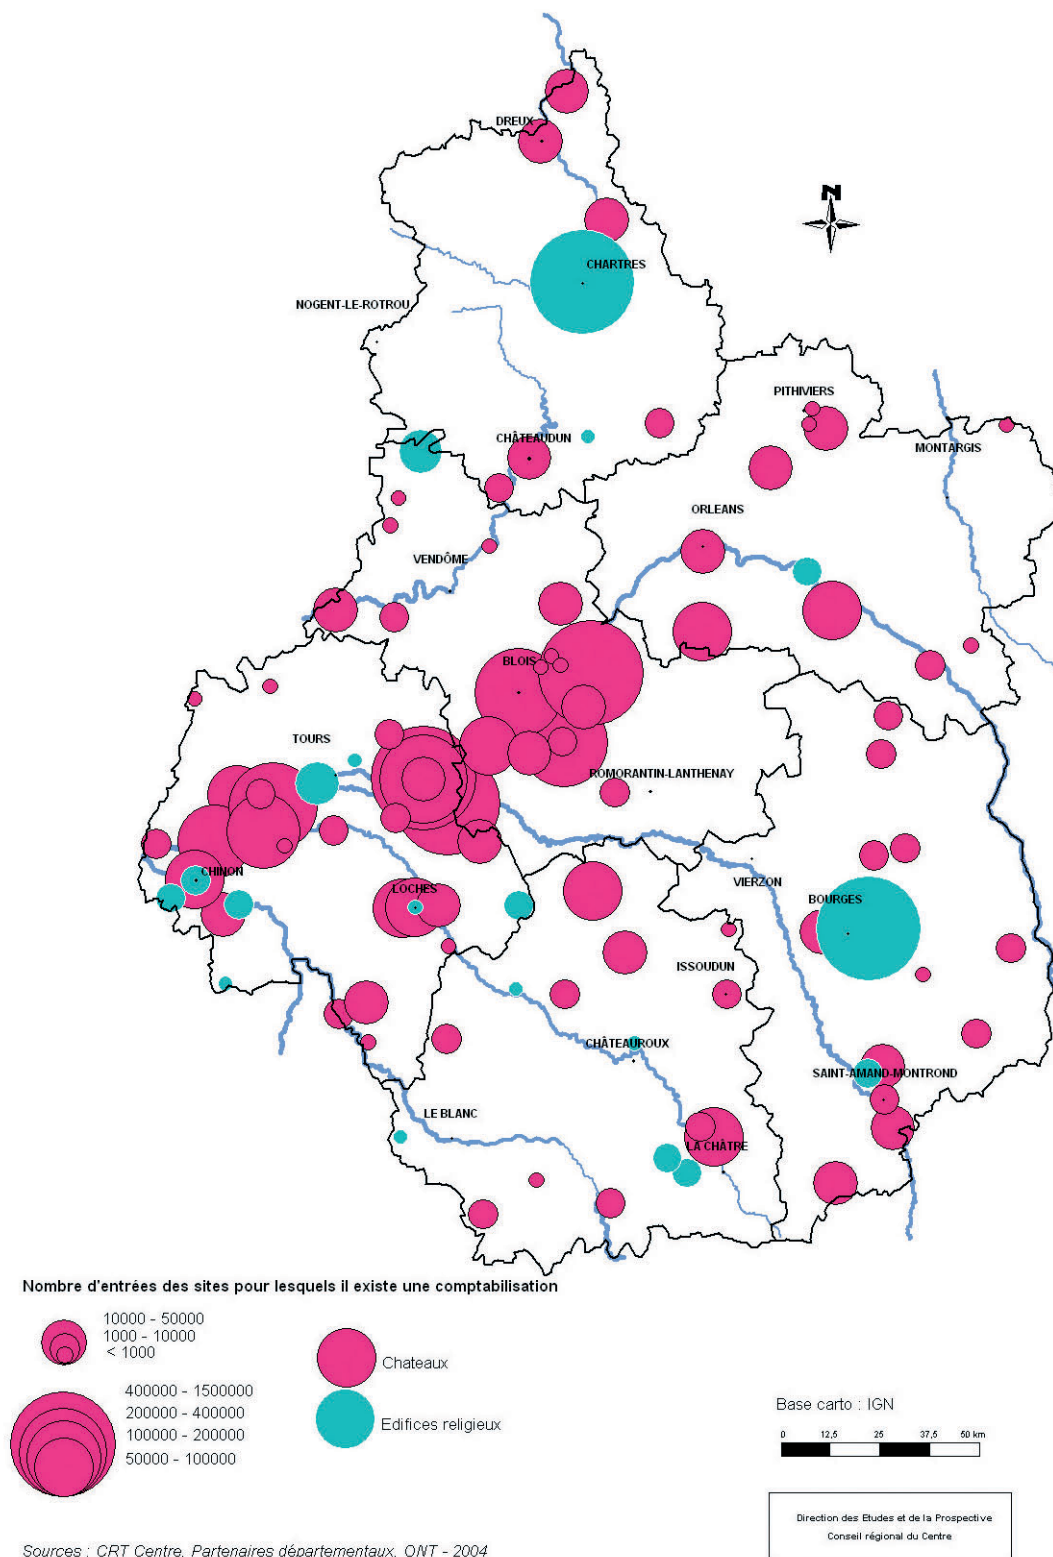 N
DREUX
CHARTRES
NOGENT-LE-ROTROU
PITHIVIERS
CHÂTEAUDUN
MONTARGIS
ORLEANS
VENDÔME
BLOIS
TOURS
ROMORANTIN-LANTHENAY
CHINON
LOCHES
VIERZON
BOURGES
ISSOUDUN
CHÂTEAUROUX
SAINT-AMAND-MONTROND
LE BLANC
LA CHÂTRE
Nombre d'entrées des sites pour lesquels il existe une comptabilisation
10000 - 50000
1000 - 10000
< 1000
400000 - 1500000
200000 - 400000
100000 - 200000
50000 - 100000
Chateaux
Edifices religieux
Base carto : IGN
0 12,5 25 37,5 50 km
Direction des Etudes et de la Prospective
Conseil régional du Centre
Sources : CRT Centre, Partenaires départementaux, ONT - 2004